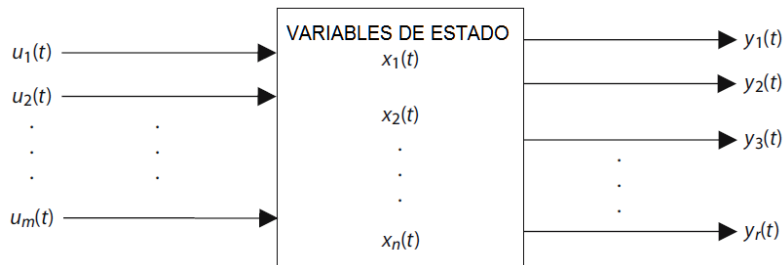 VARIABLES DE ESTADO
u1(t)
x1(t)
y1(t)
u2(t)
x2(t)
y2(t)
y3(t)
um(t)
xn(t)
yr(t)